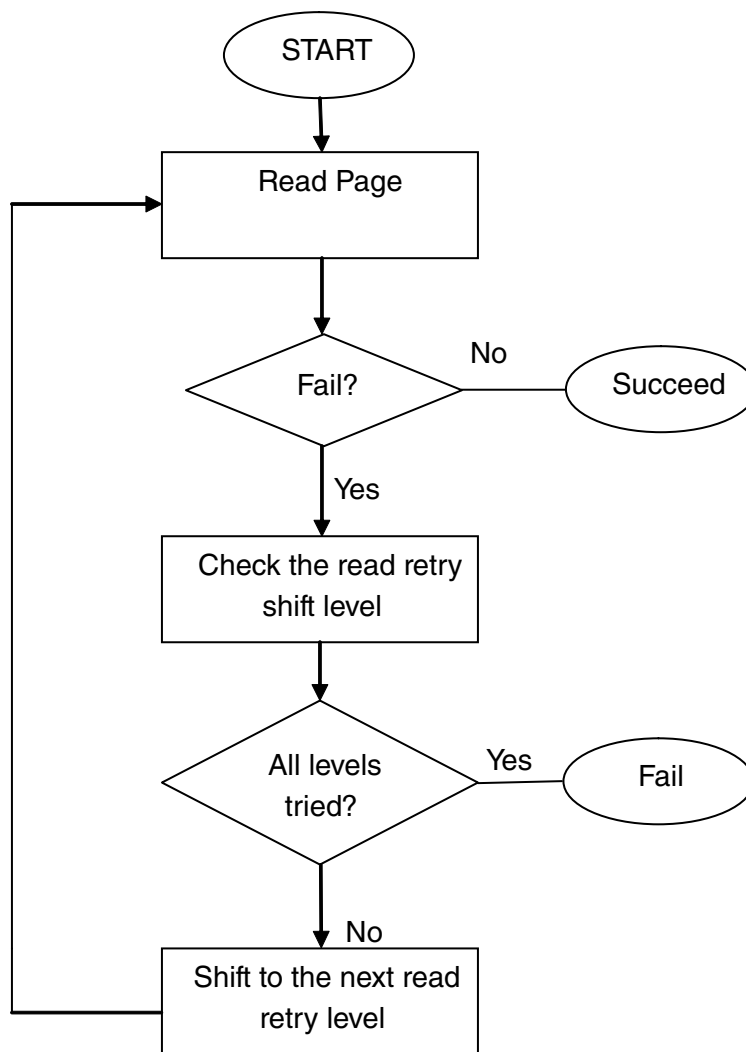 START
Read Page
Fail?
No
Succeed
Yes
Check the read retry
shift level
All levels
tried?
Yes
Fail
No
Shift to the next read
retry level